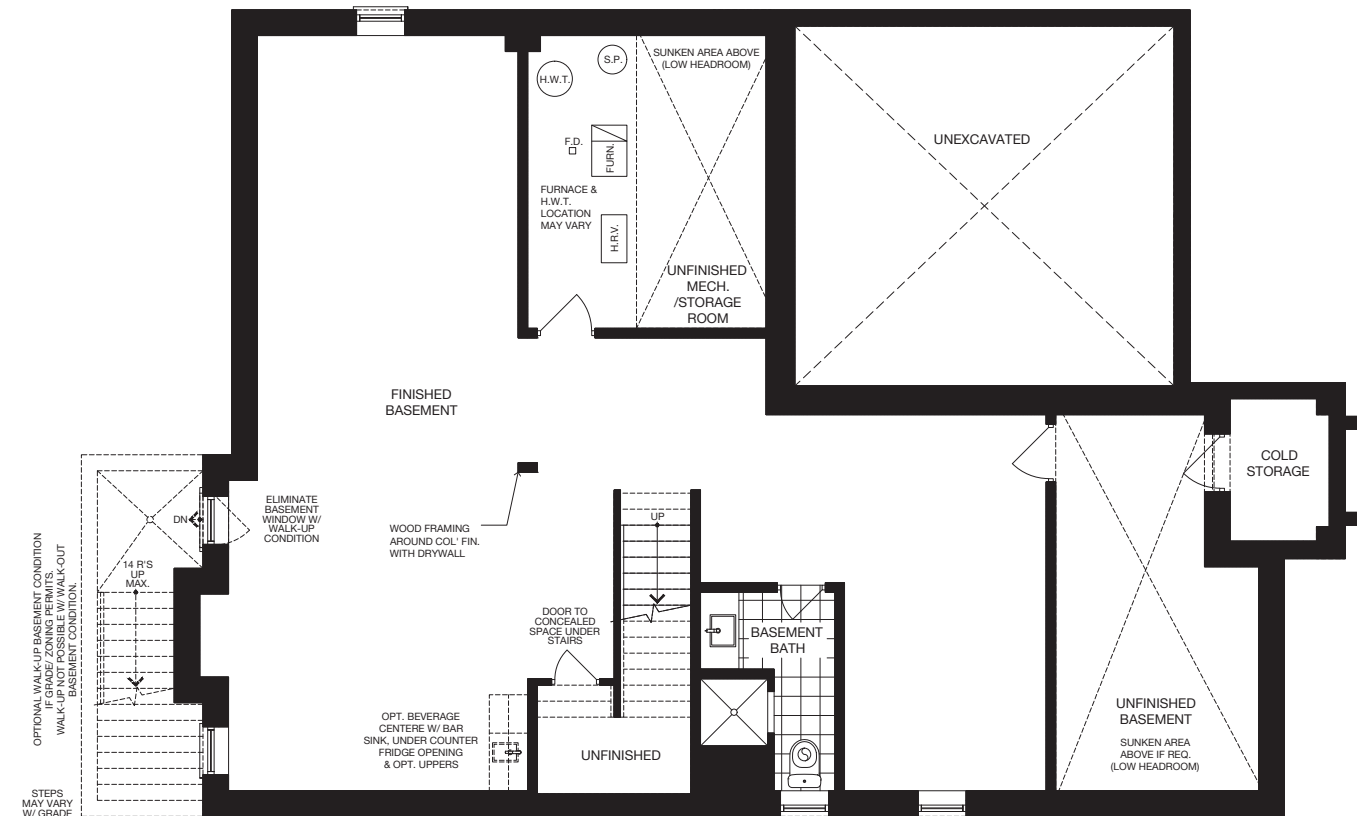 SUNKEN AREA ABOVE
(LOW HEADROOM)
S.P.
H.W.T.
F.D.
FURN.
FURNACE &
H.W.T.
LOCATION
MAY VARY
H.R.V.
UNFINISHED
MECH.
/STORAGE
ROOM
UNEXCAVATED
FINISHED
BASEMENT
COLD
STORAGE
ELIMINATE
BASEMENT
WINDOW W/
WALK-UP
CONDITION
DN
14 R'S
UP
MAX.
OPTIONAL WALK-UP BASEMENT CONDITION
IF GRADE/ ZONING PERMITS.
WALK-UP NOT POSSIBLE W/ WALK-OUT
BASEMENT CONDITION.
WOOD FRAMING
AROUND COL' FIN.
WITH DRYWALL
UP
DOOR TO
CONCEALED
SPACE UNDER
STAIRS
BASEMENT
BATH
OPT. BEVERAGE
CENTERE W/ BAR
SINK, UNDER COUNTER
FRIDGE OPENING
& OPT. UPPERS
UNFINISHED
UNFINISHED
BASEMENT
SUNKEN AREA
ABOVE IF REQ.
(LOW HEADROOM)
STEPS
MAY VARY
W/ GRADE